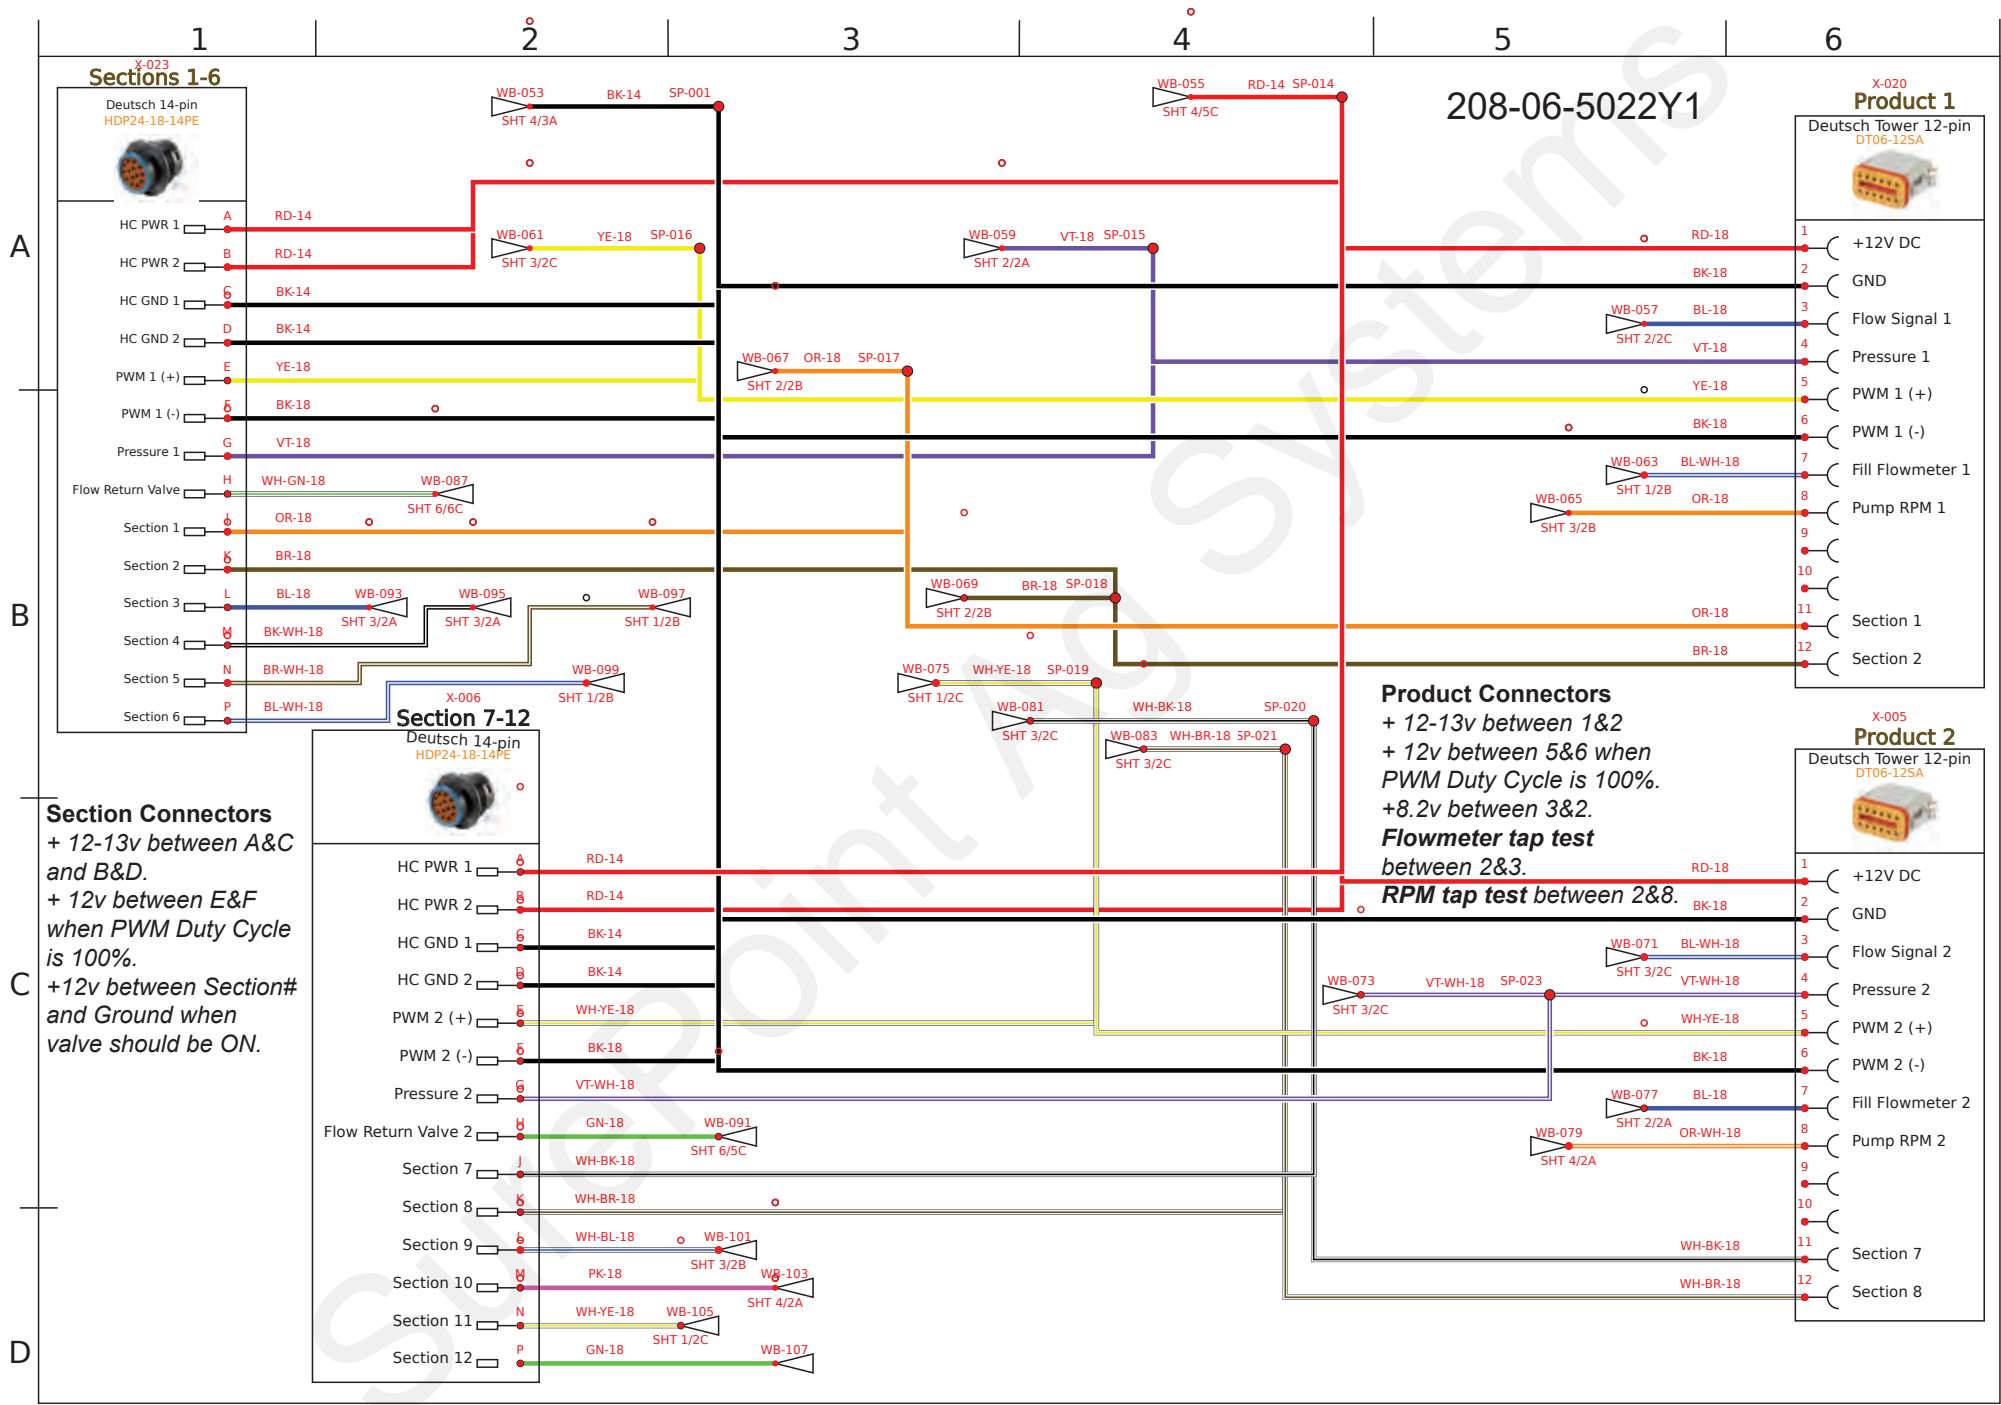 1 2 3 4 5 6
A
B
C
D
208-06-5022Y1
X-023
Sections 1-6
Deutsch 14-pin
HDP24-18-14PE
HC PWR 1 A RD-14
HC PWR 2 B RD-14
HC GND 1 C BK-14
HC GND 2 D BK-14
PWM 1 (+) E YE-18
PWM 1 (-) F BK-18
Pressure 1 G VT-18
Flow Return Valve H WH-GN-18 WB-087
SHT 6/6C
Section 1 J OR-18
Section 2 K BR-18
Section 3 L BL-18 WB-093
SHT 3/2A
WB-095
SHT 3/2A
WB-097
SHT 1/2B
Section 4 M BK-WH-18
Section 5 N BR-WH-18
WB-099
SHT 1/2B
Section 6 P BL-WH-18
WB-053 BK-14 SP-001
SHT 4/3A
WB-055 RD-14 SP-014
SHT 4/5C
WB-061 YE-18 SP-016
SHT 3/2C
WB-059 VT-18 SP-015
SHT 2/2A
WB-067 OR-18 SP-017
SHT 2/2B
WB-069 BR-18 SP-018
SHT 2/2B
WB-075 WH-YE-18 SP-019
SHT 1/2C
WB-081 WH-BK-18 SP-020
SHT 3/2C
WB-083 WH-BR-18 SP-021
SHT 3/2C
X-020
Product 1
Deutsch Tower 12-pin
DT06-12SA
RD-18 1 +12V DC
BK-18 2 GND
WB-057 BL-18 3 Flow Signal 1
SHT 2/2C
VT-18 4 Pressure 1
YE-18 5 PWM 1 (+)
BK-18 6 PWM 1 (-)
WB-063 BL-WH-18 7 Fill Flowmeter 1
SHT 1/2B
WB-065 OR-18 8 Pump RPM 1
SHT 3/2B
9
10
OR-18 11 Section 1
BR-18 12 Section 2
Product Connectors
+ 12-13v between 1&2
+ 12v between 5&6 when
PWM Duty Cycle is 100%.
+8.2v between 3&2.
Flowmeter tap test
between 2&3.
RPM tap test between 2&8.
Section Connectors
+ 12-13v between A&C
and B&D.
+ 12v between E&F
when PWM Duty Cycle
is 100%.
+12v between Section#
and Ground when
valve should be ON.
X-006
Section 7-12
Deutsch 14-pin
HDP24-18-14PE
HC PWR 1 A RD-14
HC PWR 2 B RD-14
HC GND 1 C BK-14
HC GND 2 D BK-14
PWM 2 (+) E WH-YE-18
PWM 2 (-) F BK-18
Pressure 2 G VT-WH-18
Flow Return Valve 2 H GN-18 WB-091
SHT 6/5C
Section 7 J WH-BK-18
Section 8 K WH-BR-18
Section 9 L WH-BL-18 WB-101
SHT 3/2B
Section 10 M PK-18 WB-103
SHT 4/2A
Section 11 N WH-YE-18 WB-105
SHT 1/2C
Section 12 P GN-18 WB-107
X-005
Product 2
Deutsch Tower 12-pin
DT06-12SA
RD-18 1 +12V DC
BK-18 2 GND
WB-071 BL-WH-18 3 Flow Signal 2
SHT 3/2C
WB-073 VT-WH-18 SP-023 VT-WH-18 4 Pressure 2
SHT 3/2C
WH-YE-18 5 PWM 2 (+)
BK-18 6 PWM 2 (-)
WB-077 BL-18 7 Fill Flowmeter 2
SHT 2/2A
WB-079 OR-WH-18 8 Pump RPM 2
SHT 4/2A
9
10
WH-BK-18 11 Section 7
WH-BR-18 12 Section 8
SurePoint Ag Systems